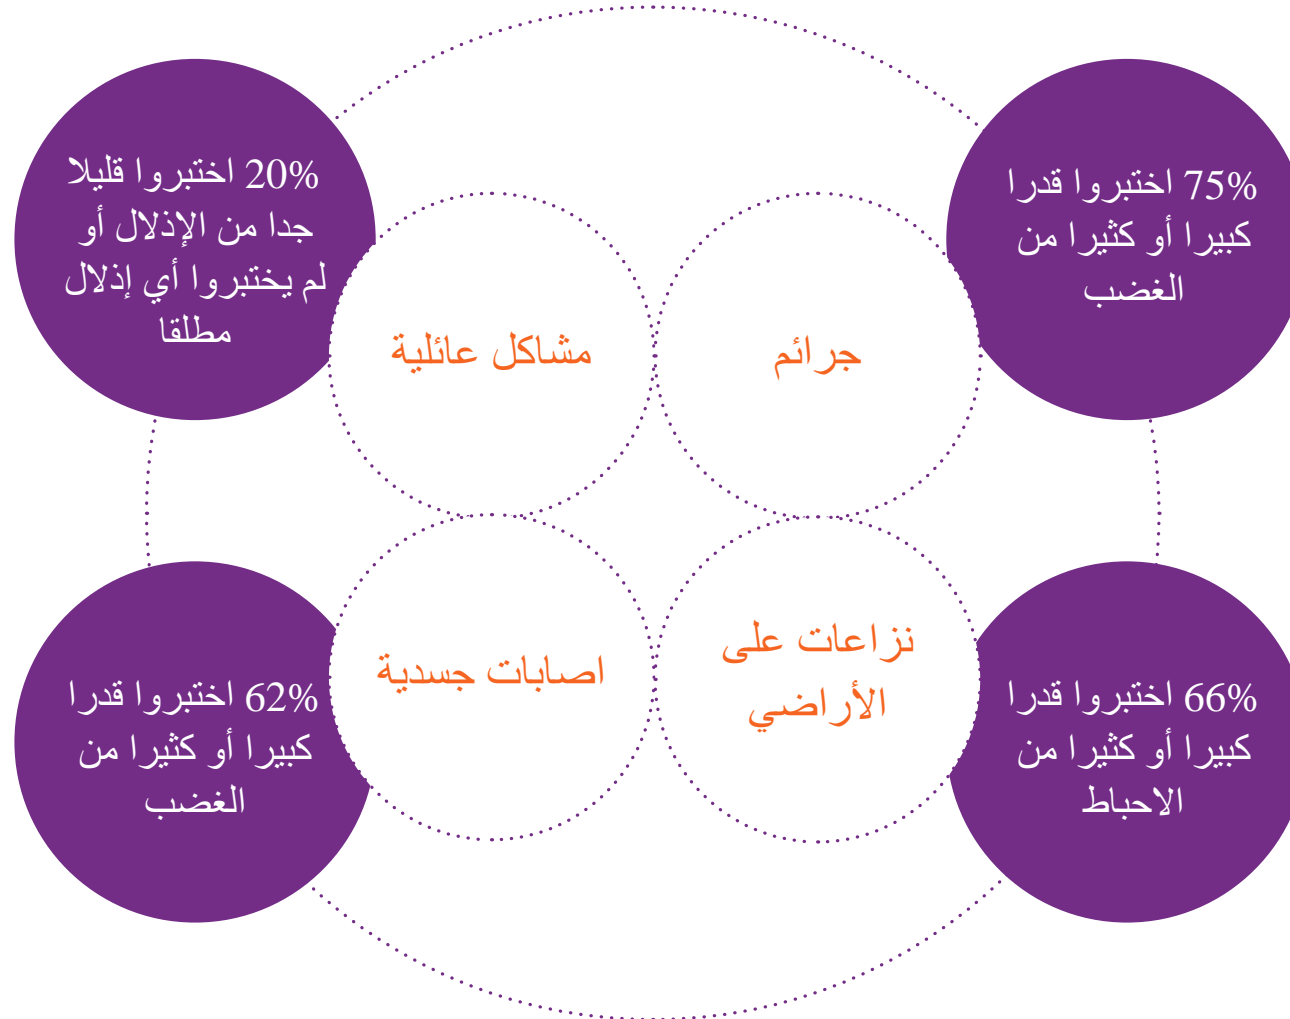 75% اختبروا قدرا
كبيرا أو كثيرا من
الغضب
جرائم
20% اختبروا قليلا
جدا من الإذلال أو
لم يختبروا أي إذلال
مطلقا
مشاكل عائلية
66% اختبروا قدرا
كبيرا أو كثيرا من
الاحباط
نزاعات على
الأراضي
62% اختبروا قدرا
كبيرا أو كثيرا من
الغضب
اصابات جسدية